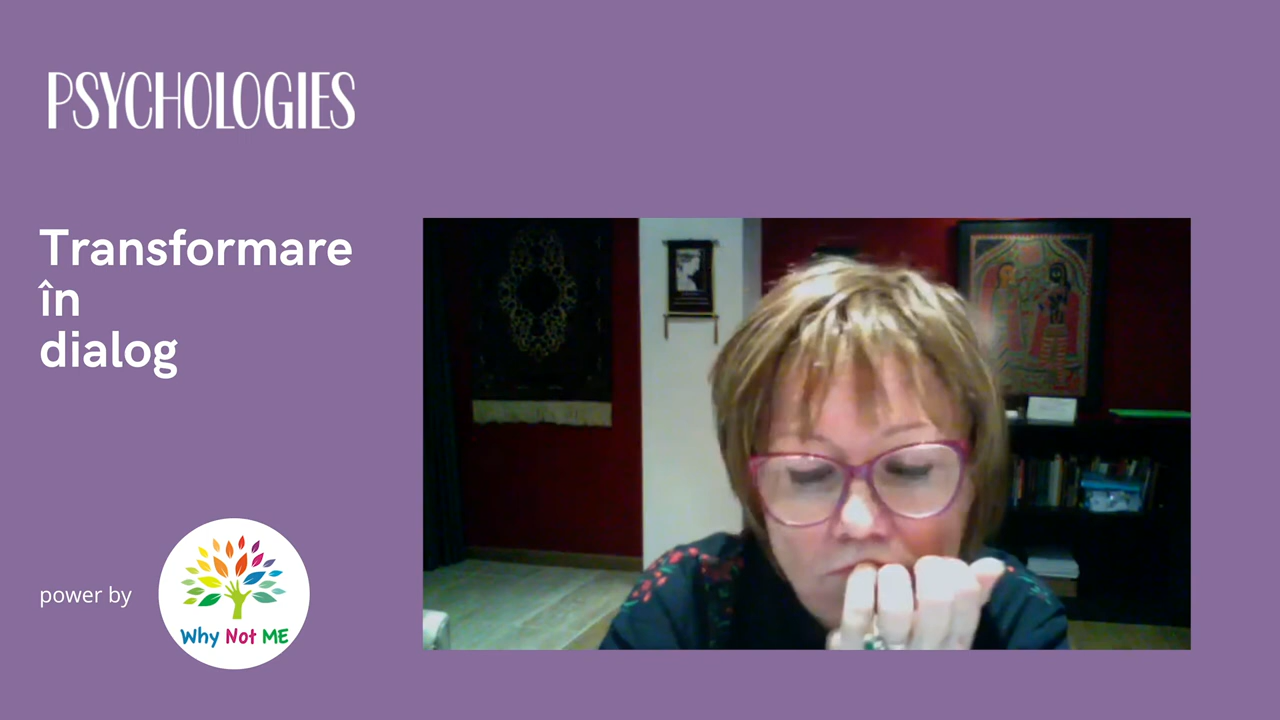 PSYCHOLOGIES
Transformare
în
dialog
power by
Why Not ME